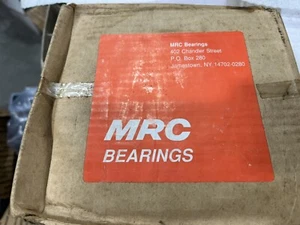 MRC Bearings
402 Chandler Street
P.O. Box 280
Jamestown, NY 14702-0280
MRC
BEARINGS